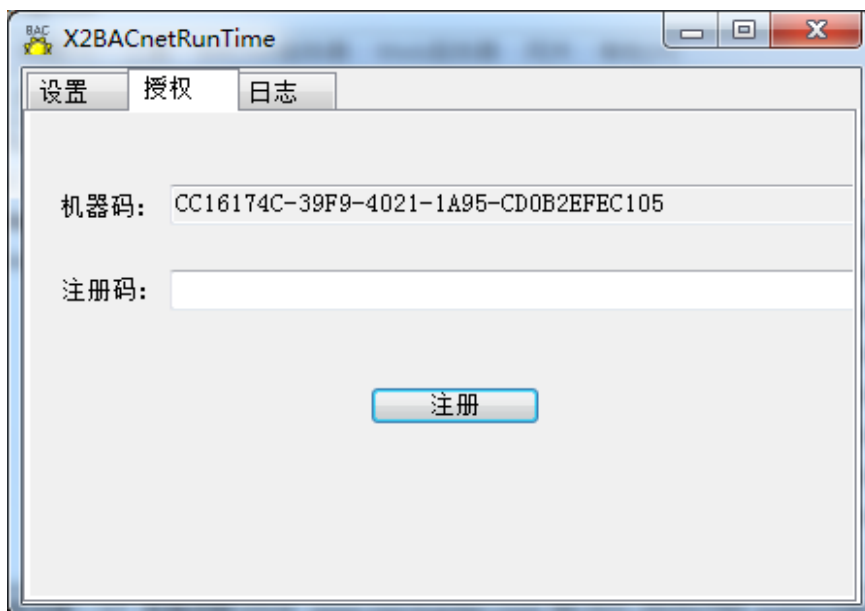 BAC
X2BACnetRunTime
设置 授权 日志
机器码: CC16174C-39F9-4021-1A95-CD0B2EFEC105
注册码:
注册